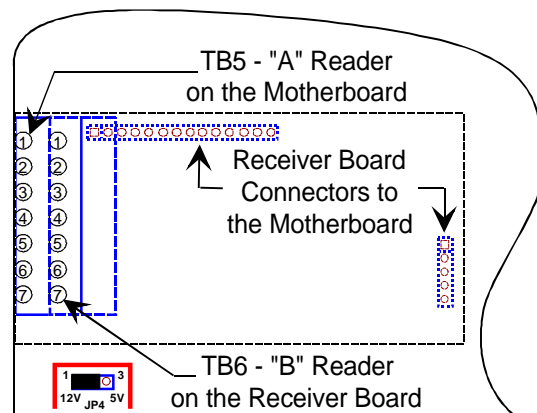 TB5 - "A" Reader
on the Motherboard
1 1
2 2
3 3
4 4
5 5
6 6
7 7
Receiver Board
Connectors to
the Motherboard
TB6 - "B" Reader
on the Receiver Board
1 3
12V JP4 5V